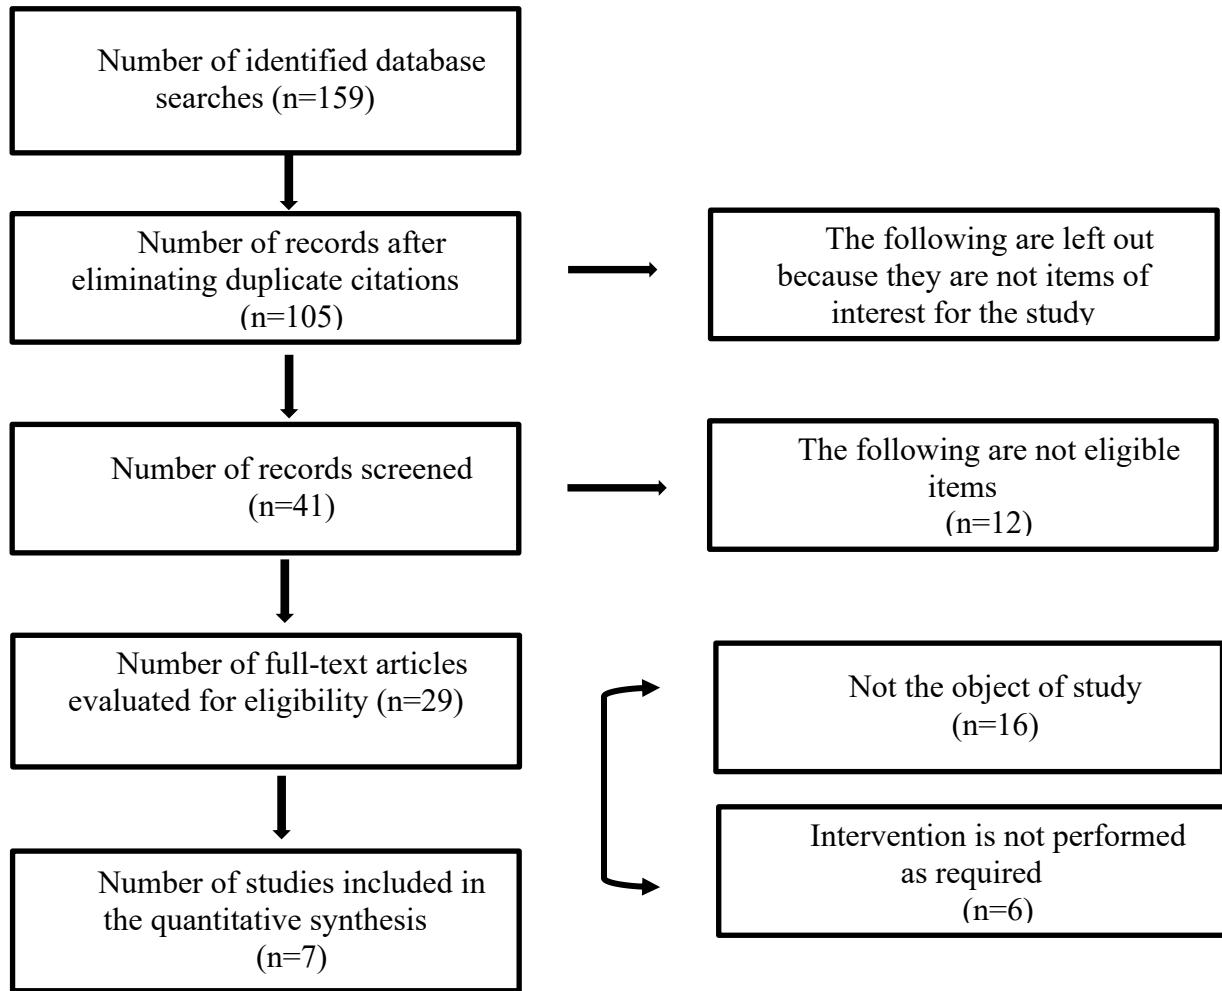 Number of identified database
searches (n=159)
Number of records after
eliminating duplicate citations
(n=105)
The following are left out
because they are not items of
interest for the study
Number of records screened
(n=41)
The following are not eligible
items
(n=12)
Number of full-text articles
evaluated for eligibility (n=29)
Not the object of study
(n=16)
Intervention is not performed
as required
(n=6)
Number of studies included in
the quantitative synthesis
(n=7)